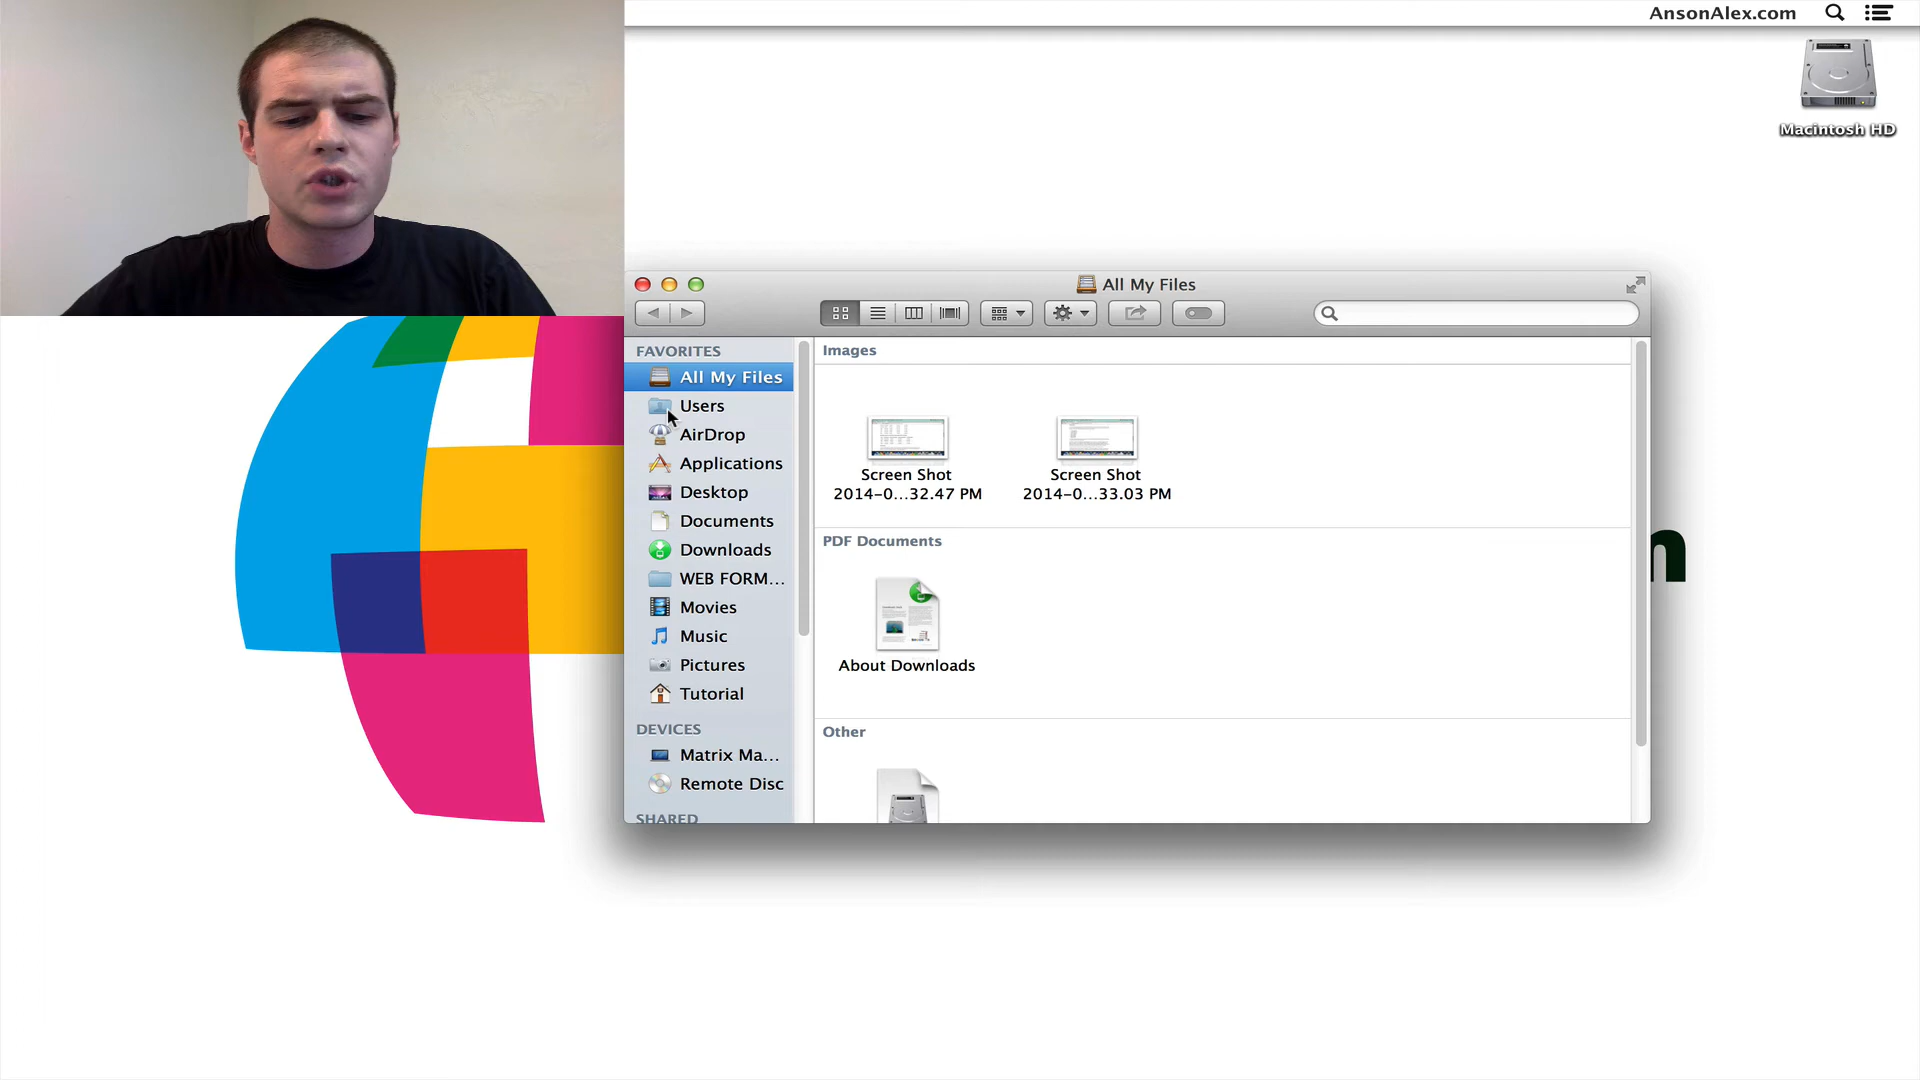 AnsonAlex.com
Macintosh HD
All My Files
FAVORITES
All My Files
Users
AirDrop
Applications
Desktop
Documents
Downloads
WEB FORM...
Movies
Music
Pictures
Tutorial
DEVICES
Matrix Ma...
Remote Disc
SHARED
Images
Screen Shot
2014-0...32.47 PM
Screen Shot
2014-0...33.03 PM
PDF Documents
About Downloads
Other
m